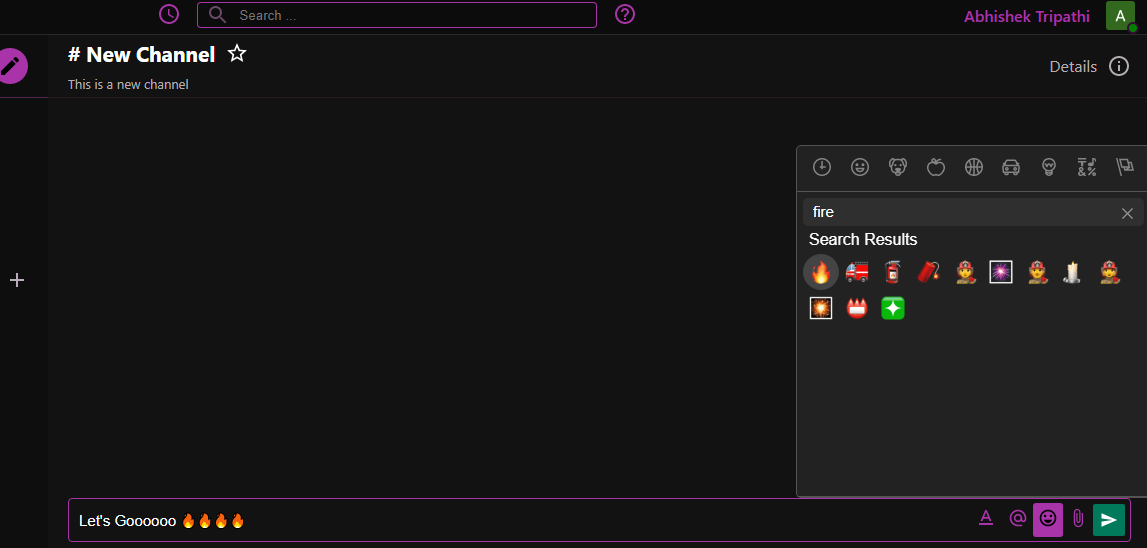 Search ...
Abhishek Tripathi
A
# New Channel
This is a new channel
Details
fire
Search Results
Let's Goooooo 🔥🔥🔥🔥